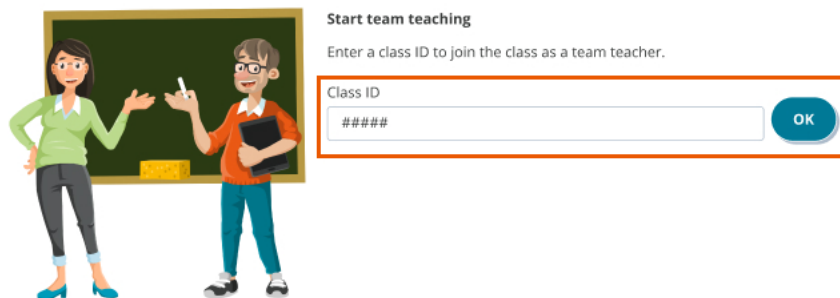 Start team teaching
Enter a class ID to join the class as a team teacher.
Class ID
##### OK